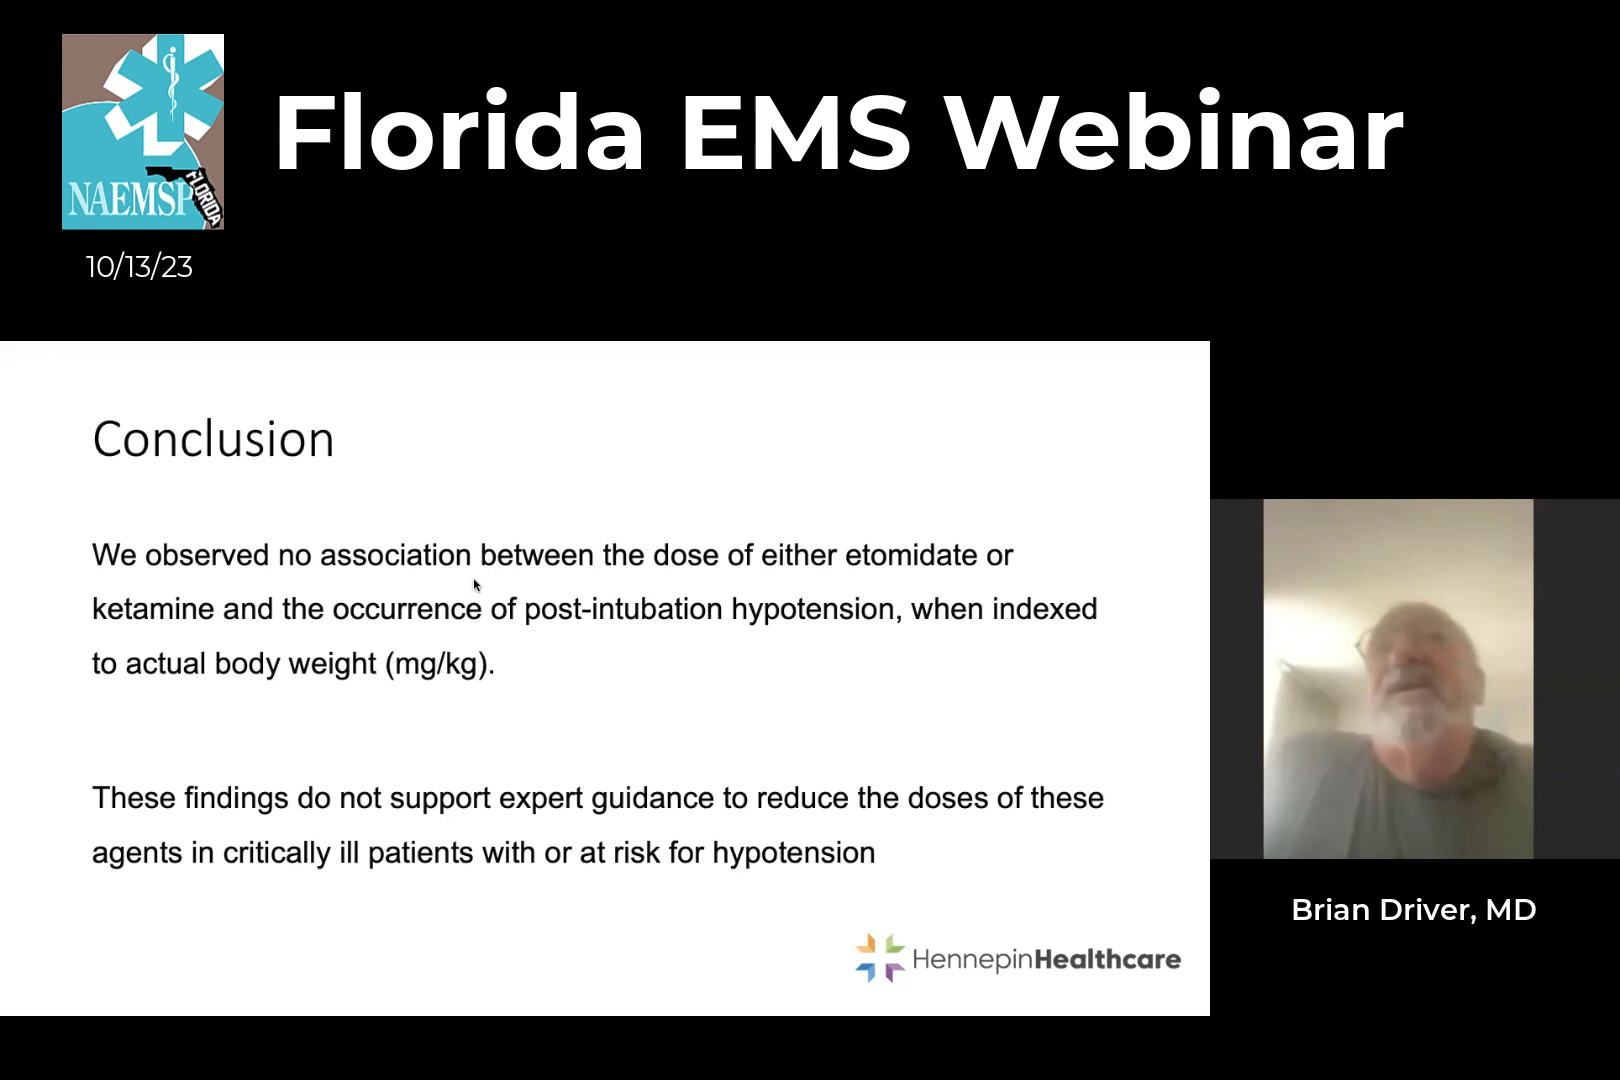 Florida EMS Webinar
NAEMSP
FLORIDA
10/13/23
Conclusion
We observed no association between the dose of either etomidate or
ketamine and the occurrence of post-intubation hypotension, when indexed
to actual body weight (mg/kg).
These findings do not support expert guidance to reduce the doses of these
agents in critically ill patients with or at risk for hypotension
HennepinHealthcare
Brian Driver, MD